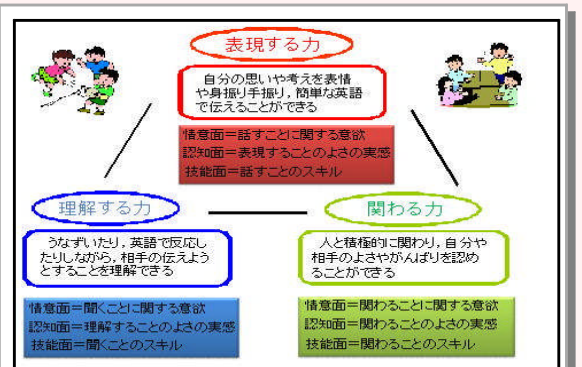 表現する力
自分の思いや考えを表情
や身振り手振り，簡単な英語
で伝えることができる
情意面＝話すことに関する意欲
認知面＝表現することのよさの実感
技能面＝話すことのスキル
理解する力
うなずいたり，英語で反応し
たりしながら，相手の伝えよう
とすることを理解できる
情意面＝聞くことに関する意欲
認知面＝理解することのよさの実感
技能面＝聞くことのスキル
関わる力
人と積極的に関わり，自分や
相手のよさやがんばりを認め
ることができる
情意面＝関わることに関する意欲
認知面＝関わることのよさの実感
技能面＝関わることのスキル